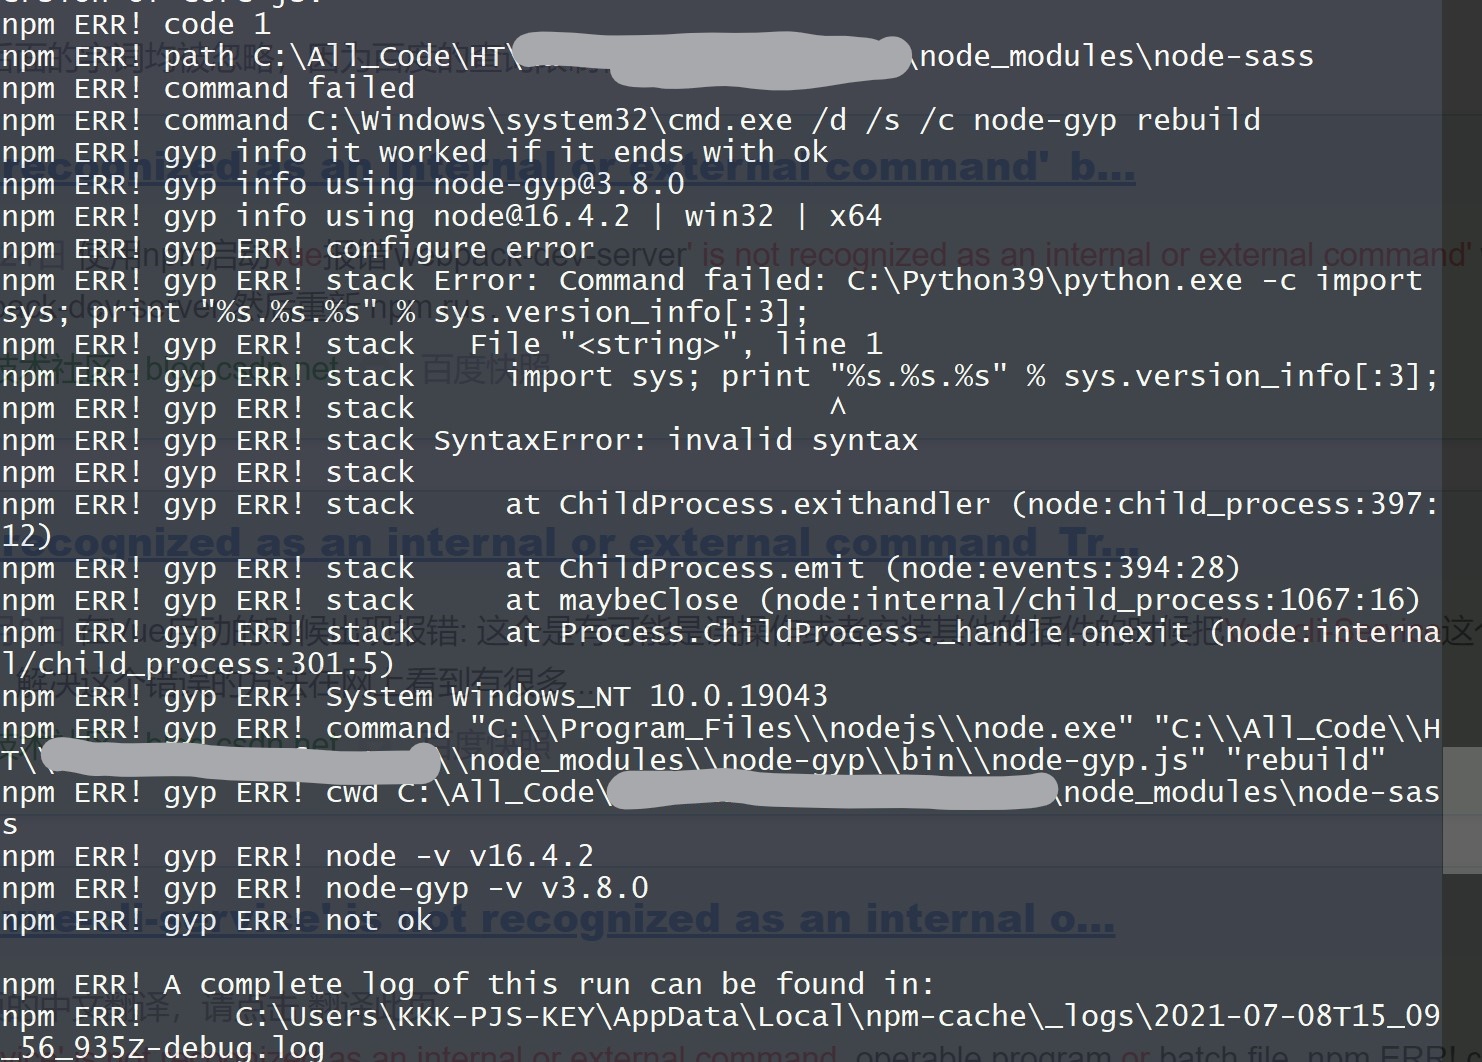 npm ERR! code 1
npm ERR! path C:\All_Code\HT\ \node_modules\node-sass
npm ERR! command failed
npm ERR! command C:\Windows\system32\cmd.exe /d /s /c node-gyp rebuild
npm ERR! gyp info it worked if it ends with ok
npm ERR! gyp info using node-gyp@3.8.0
npm ERR! gyp info using node@16.4.2 | win32 | x64
npm ERR! gyp ERR! configure error
npm ERR! gyp ERR! stack Error: Command failed: C:\Python39\python.exe -c import
sys; print "%s.%s.%s" % sys.version_info[:3];
npm ERR! gyp ERR! stack   File "<string>", line 1
npm ERR! gyp ERR! stack     import sys; print "%s.%s.%s" % sys.version_info[:3];
npm ERR! gyp ERR! stack                       ^
npm ERR! gyp ERR! stack SyntaxError: invalid syntax
npm ERR! gyp ERR! stack
npm ERR! gyp ERR! stack     at ChildProcess.exithandler (node:child_process:397:
12)
npm ERR! gyp ERR! stack     at ChildProcess.emit (node:events:394:28)
npm ERR! gyp ERR! stack     at maybeClose (node:internal/child_process:1067:16)
npm ERR! gyp ERR! stack     at Process.ChildProcess._handle.onexit (node:interna
l/child_process:301:5)
npm ERR! gyp ERR! System Windows_NT 10.0.19043
npm ERR! gyp ERR! command "C:\\Program_Files\\nodejs\\node.exe" "C:\\All_Code\\H
T\\ \\node_modules\\node-gyp\\bin\\node-gyp.js" "rebuild"
npm ERR! gyp ERR! cwd C:\All_Code\ \node_modules\node-sas
s
npm ERR! gyp ERR! node -v v16.4.2
npm ERR! gyp ERR! node-gyp -v v3.8.0
npm ERR! gyp ERR! not ok
npm ERR! A complete log of this run can be found in:
npm ERR!     C:\Users\KKK-PJS-KEY\AppData\Local\npm-cache\_logs\2021-07-08T15_09
_56_935Z-debug.log